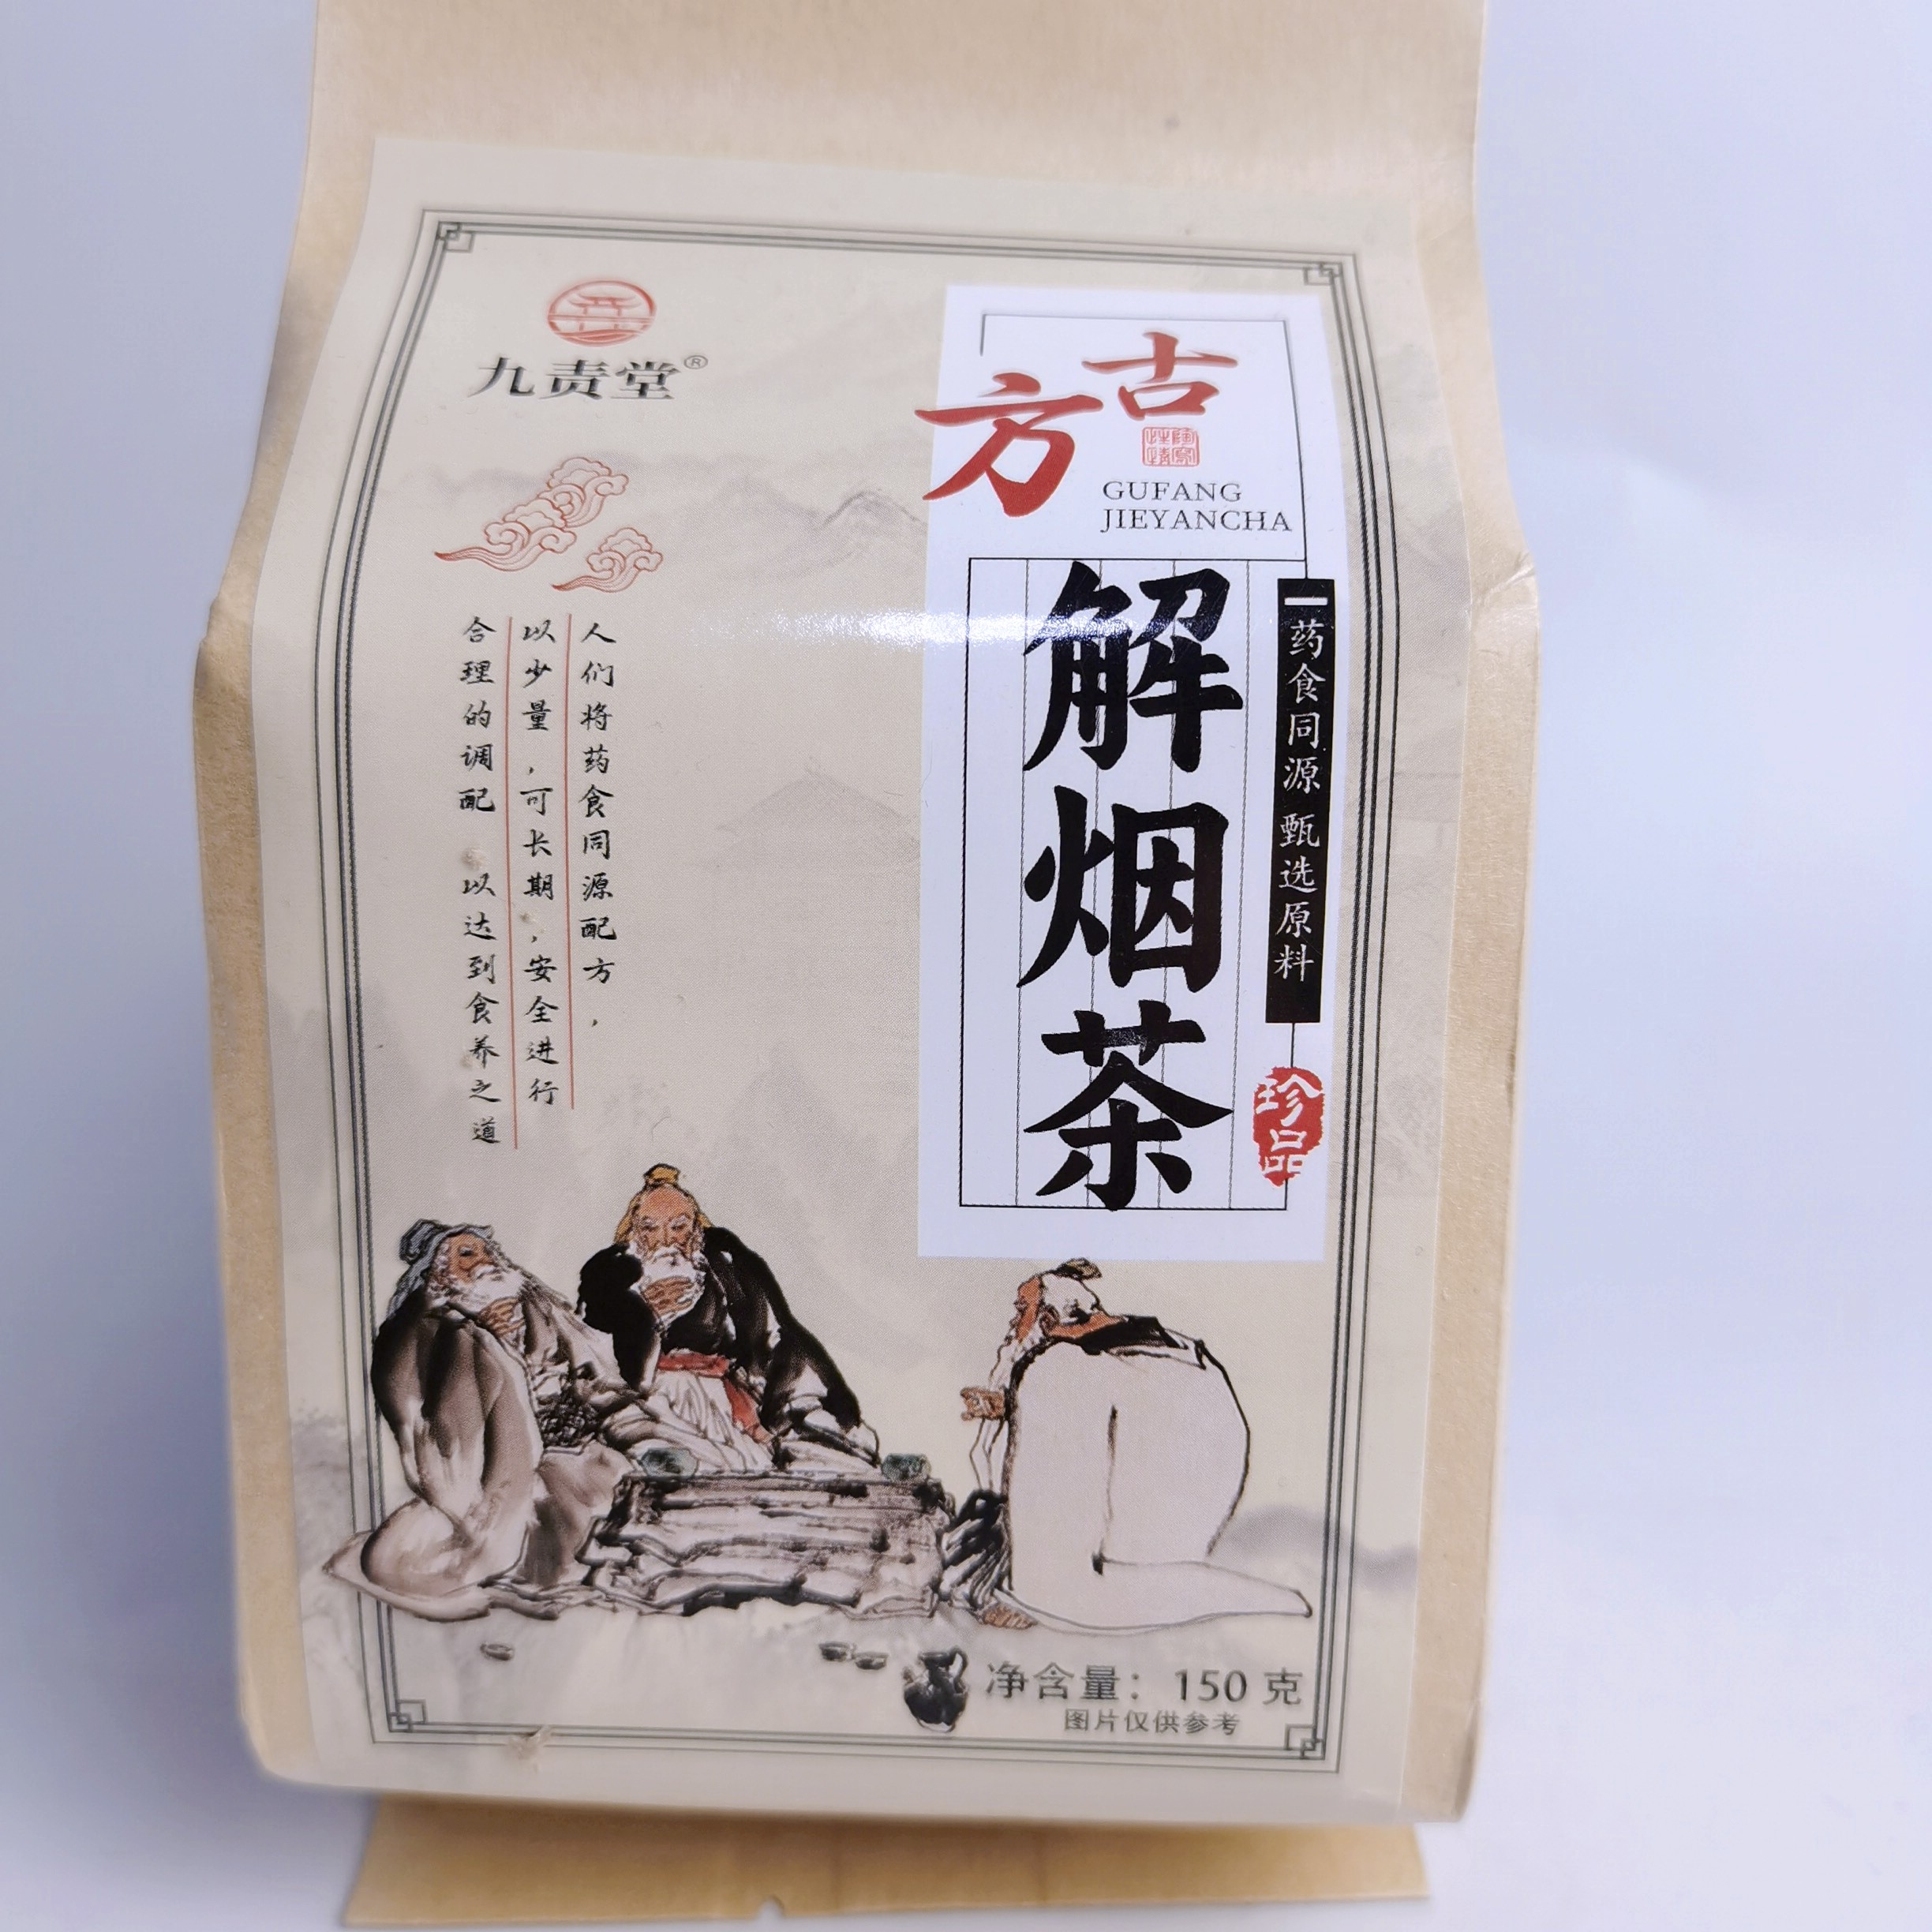 九责堂®
古方
GUFANG
JIEYANCHA
解烟茶
药食同源 甄选原料
珍品
人们将药食同源配方，
以少量，可长期，安全进行
合理的调配 以达到食养之道
净含量：150 克
图片仅供参考